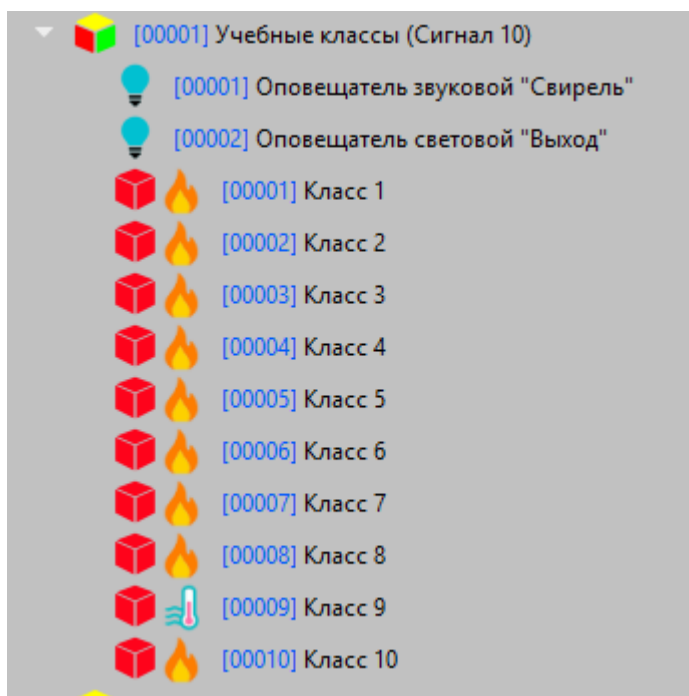 [00001] Учебные классы (Сигнал 10)
[00001] Оповещатель звуковой "Свирель"
[00002] Оповещатель световой "Выход"
[00001] Класс 1
[00002] Класс 2
[00003] Класс 3
[00004] Класс 4
[00005] Класс 5
[00006] Класс 6
[00007] Класс 7
[00008] Класс 8
[00009] Класс 9
[00010] Класс 10